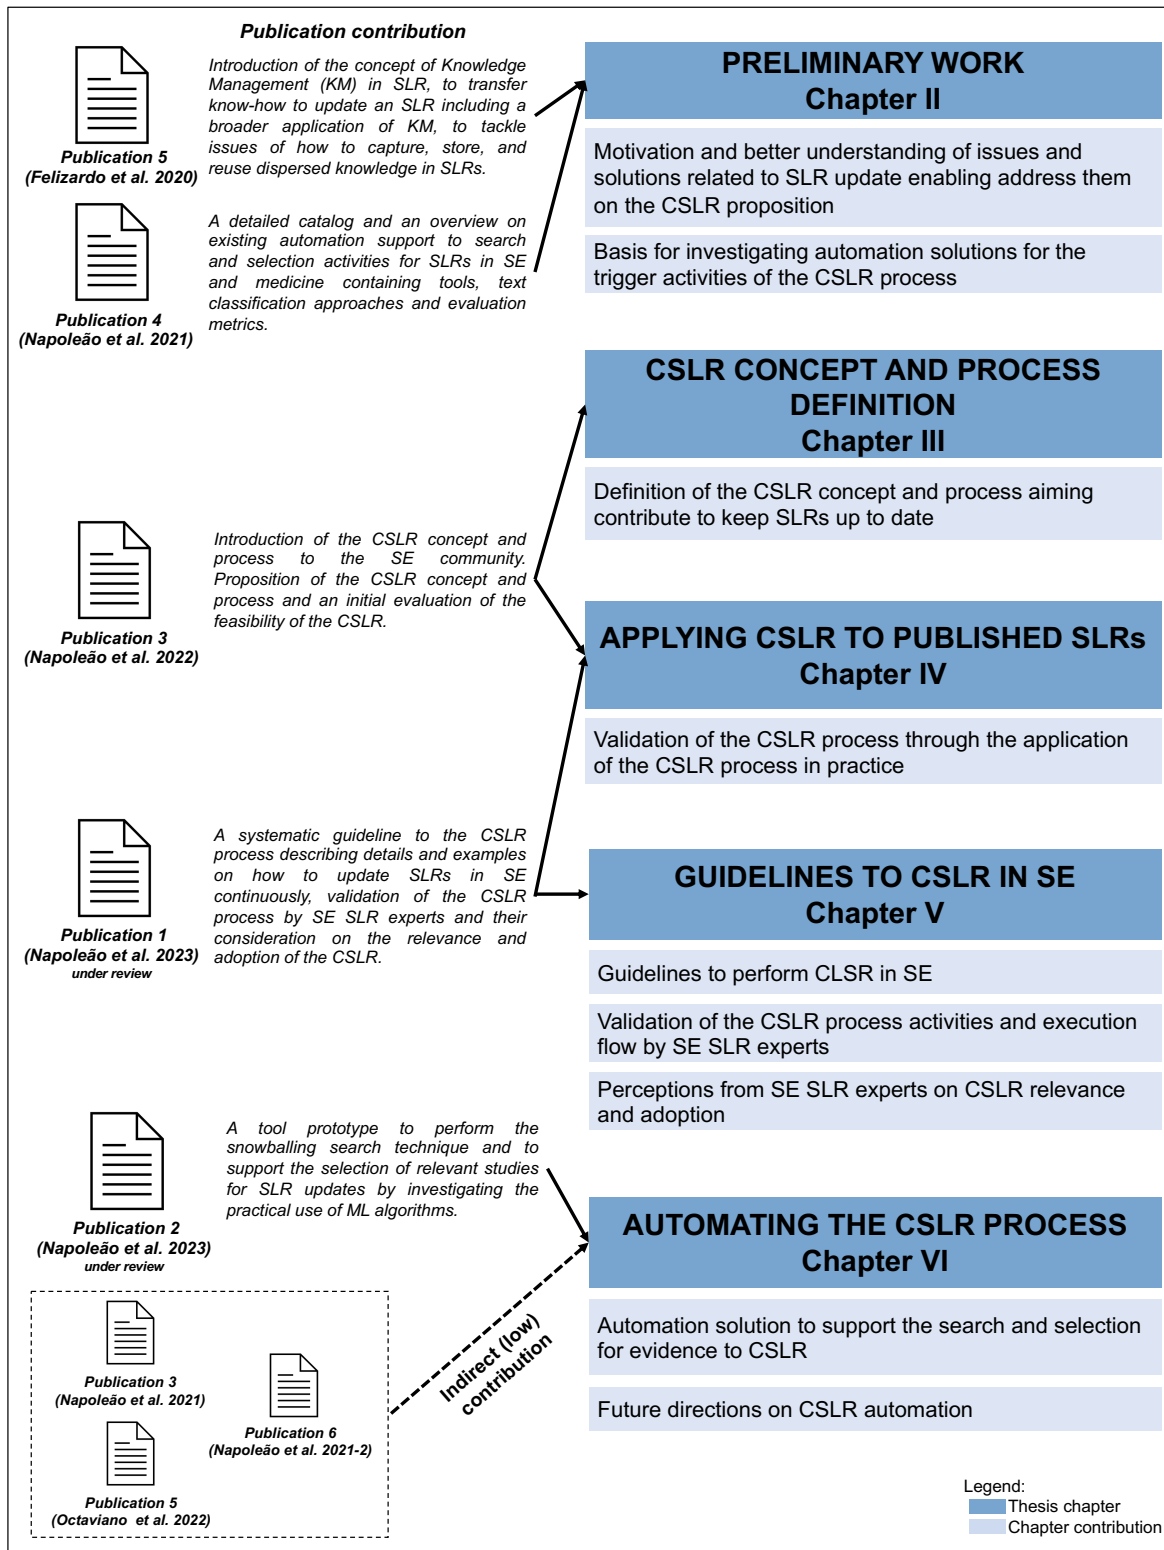 Publication contribution
Introduction of the concept of Knowledge
Management (KM) in SLR, to transfer
know-how to update an SLR including a
broader application of KM, to tackle
issues of how to capture, store, and
reuse dispersed knowledge in SLRs.
Publication 5
(Felizardo et al. 2020)
A detailed catalog and an overview on
existing automation support to search
and selection activities for SLRs in SE
and medicine containing tools, text
classification approaches and evaluation
metrics.
Publication 4
(Napoleão et al. 2021)
PRELIMINARY WORK
Chapter II
Motivation and better understanding of issues and
solutions related to SLR update enabling address them
on the CSLR proposition
Basis for investigating automation solutions for the
trigger activities of the CSLR process
CSLR CONCEPT AND PROCESS
DEFINITION
Chapter III
Definition of the CSLR concept and process aiming
contribute to keep SLRs up to date
Introduction of the CSLR concept and
process to the SE community.
Proposition of the CSLR concept and
process and an initial evaluation of the
feasibility of the CSLR.
Publication 3
(Napoleão et al. 2022)
APPLYING CSLR TO PUBLISHED SLRs
Chapter IV
Validation of the CSLR process through the application
of the CSLR process in practice
A systematic guideline to the CSLR
process describing details and examples
on how to update SLRs in SE
continuously, validation of the CSLR
process by SE SLR experts and their
consideration on the relevance and
adoption of the CSLR.
Publication 1
(Napoleão et al. 2023)
under review
GUIDELINES TO CSLR IN SE
Chapter V
Guidelines to perform CLSR in SE
Validation of the CSLR process activities and execution
flow by SE SLR experts
Perceptions from SE SLR experts on CSLR relevance
and adoption
A tool prototype to perform the
snowballing search technique and to
support the selection of relevant studies
for SLR updates by investigating the
practical use of ML algorithms.
Publication 2
(Napoleão et al. 2023)
under review
AUTOMATING THE CSLR PROCESS
Chapter VI
Automation solution to support the search and selection
for evidence to CSLR
Future directions on CSLR automation
Publication 3
(Napoleão et al. 2021)
Publication 6
(Napoleão et al. 2021-2)
Publication 5
(Octaviano et al. 2022)
Indirect (low)
contribution
Legend:
Thesis chapter
Chapter contribution